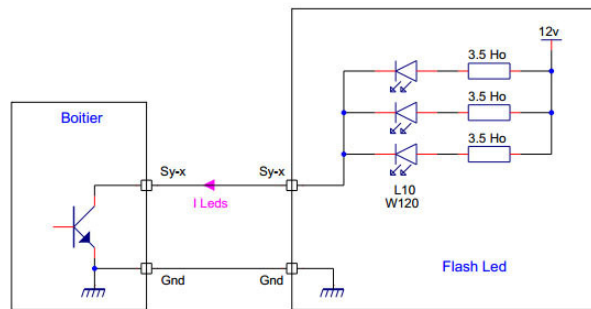 12v
3.5 Ho
3.5 Ho
3.5 Ho
Boitier
Sy-x
Sy-x
I Leds
L10
W120
Gnd
Gnd
Flash Led